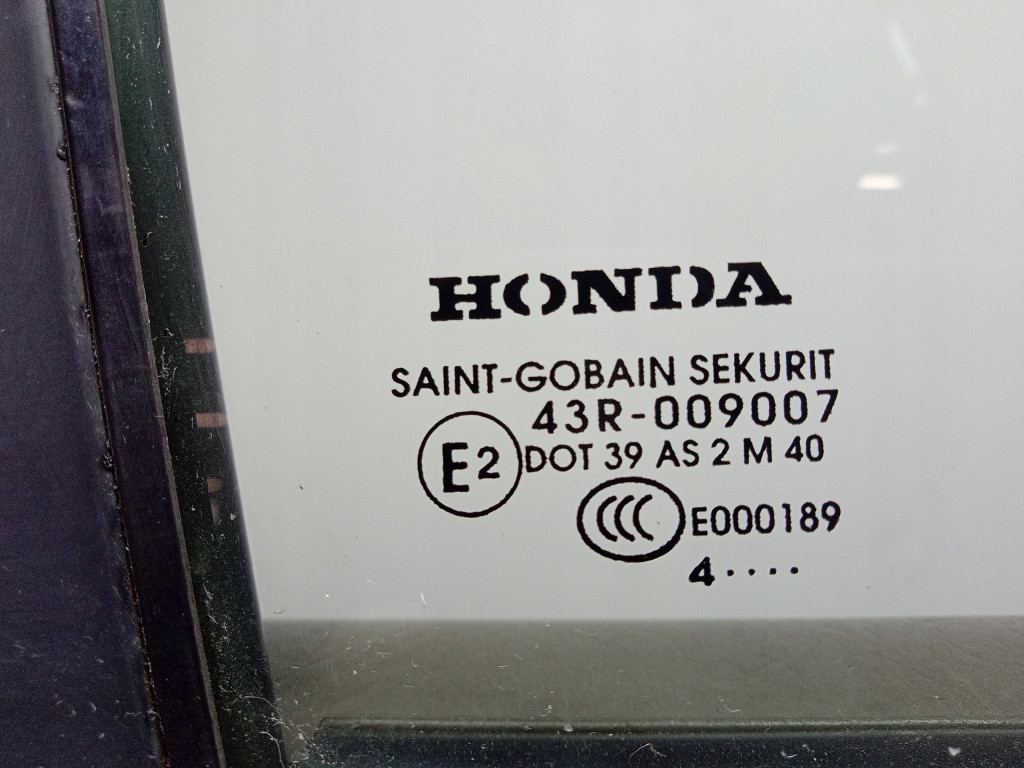 HONDA
SAINT-GOBAIN SEKURIT
43R-009007
E2 DOT 39 AS 2 M 40
CCC E000189
4····